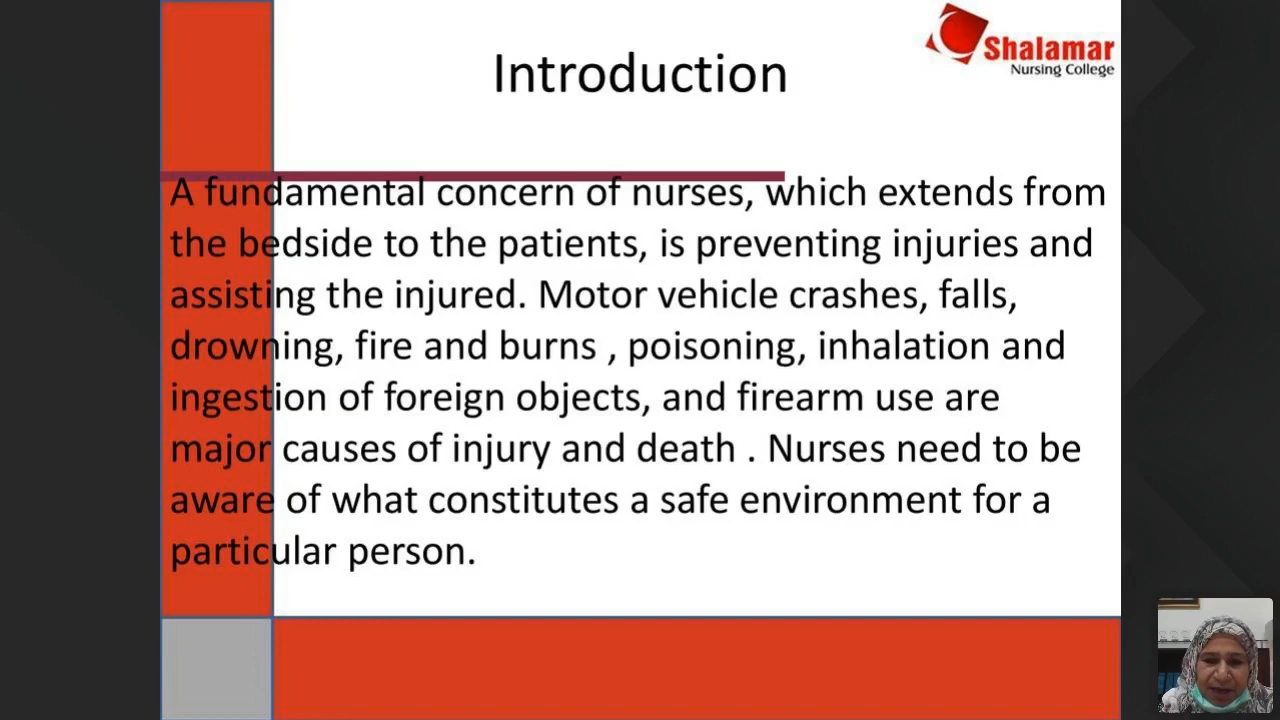 Shalamar
Nursing College
Introduction
A fundamental concern of nurses, which extends from
the bedside to the patients, is preventing injuries and
assisting the injured. Motor vehicle crashes, falls,
drowning, fire and burns , poisoning, inhalation and
ingestion of foreign objects, and firearm use are
major causes of injury and death . Nurses need to be
aware of what constitutes a safe environment for a
particular person.